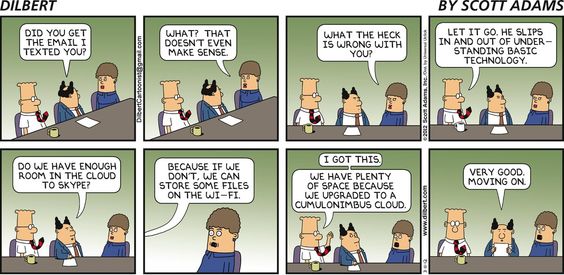 DILBERT
BY SCOTT ADAMS
DID YOU GET
THE EMAIL I
TEXTED YOU?
DilbertCartoonist@gmail.com
WHAT? THAT
DOESN'T EVEN
MAKE SENSE.
WHAT THE HECK
IS WRONG WITH
YOU?
LET IT GO. HE SLIPS
IN AND OUT OF UNDER-
STANDING BASIC
TECHNOLOGY.
©2012 Scott Adams, Inc.
DO WE HAVE ENOUGH
ROOM IN THE CLOUD
TO SKYPE?
BECAUSE IF WE
DON'T, WE CAN
STORE SOME FILES
ON THE WI-FI.
I GOT THIS.
WE HAVE PLENTY
OF SPACE BECAUSE
WE UPGRADED TO A
CUMULONIMBUS CLOUD.
www.dilbert.com
VERY GOOD.
MOVING ON.